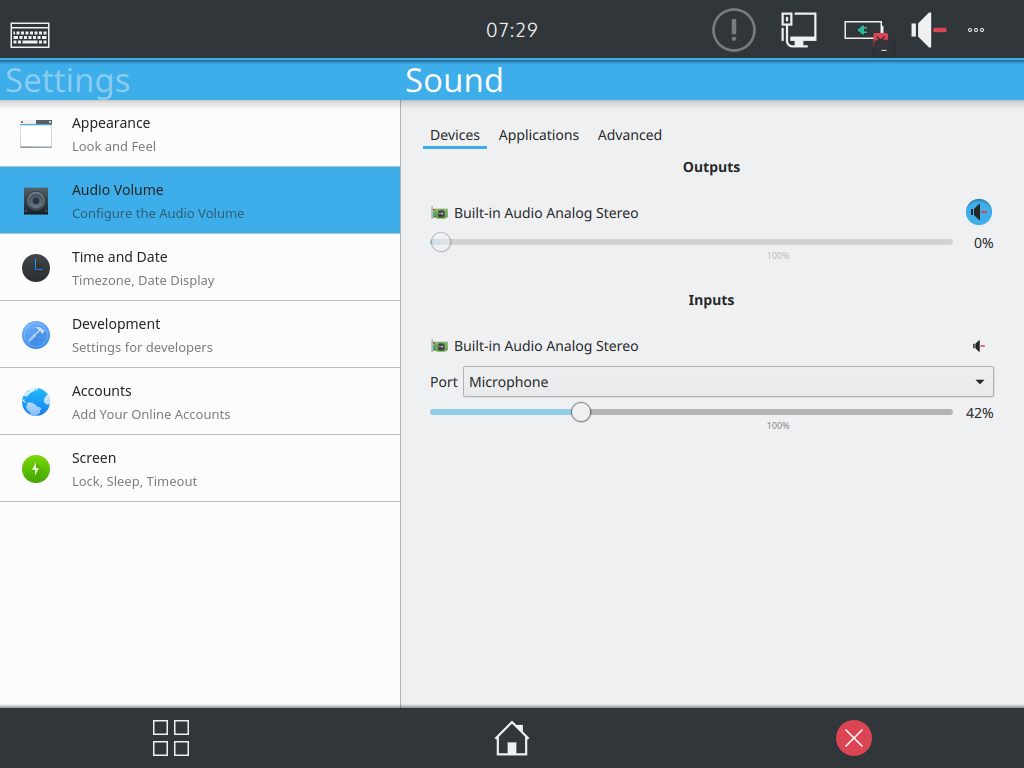 07:29
Settings
Sound
Appearance
Look and Feel
Audio Volume
Configure the Audio Volume
Time and Date
Timezone, Date Display
Development
Settings for developers
Accounts
Add Your Online Accounts
Screen
Lock, Sleep, Timeout
Devices Applications Advanced
Outputs
Built-in Audio Analog Stereo
0%
100%
Inputs
Built-in Audio Analog Stereo
Port Microphone
42%
100%